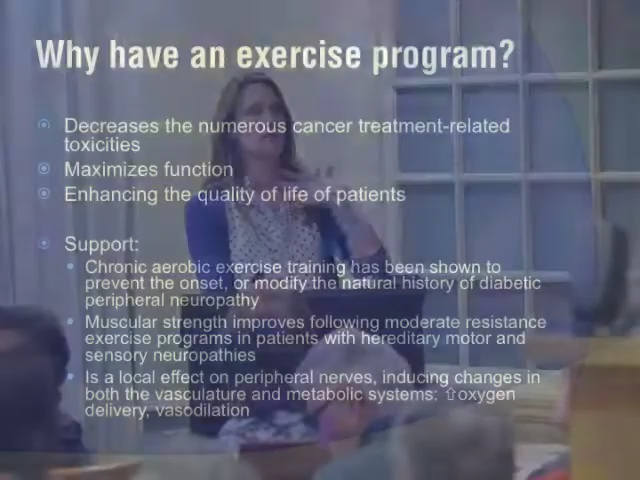 Why have an exercise program?
Decreases the numerous cancer treatment-related
toxicities
Maximizes function
Enhancing the quality of life of patients
Support:
Chronic aerobic exercise training has been shown to
prevent the onset, or modify the natural history of diabetic
peripheral neuropathy
Muscular strength improves following moderate resistance
exercise programs in patients with hereditary motor and
sensory neuropathies
Is a local effect on peripheral nerves, inducing changes in
both the vasculature and metabolic systems: ⇧oxygen
delivery, vasodilation